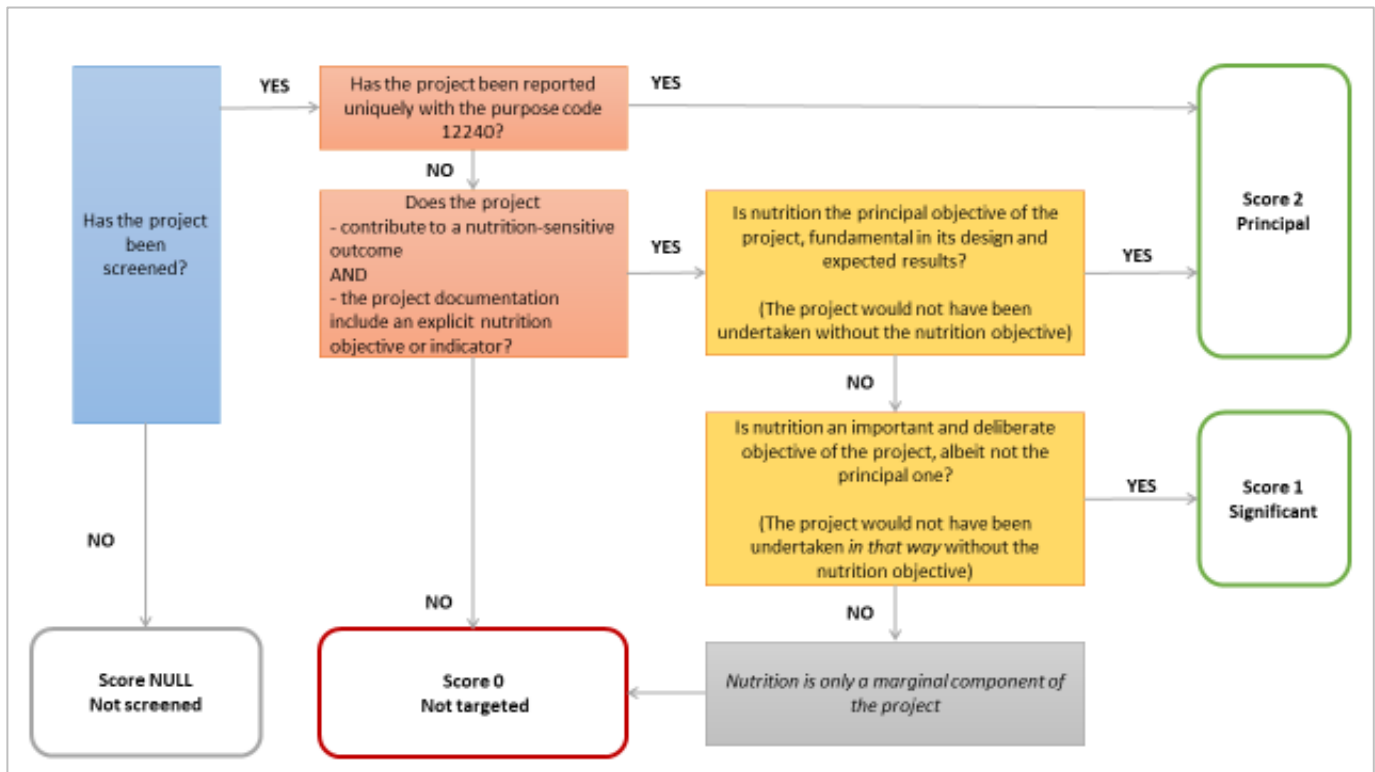 Has the project
been
screened?
YES
Has the project been reported
uniquely with the purpose code
12240?
YES
NO
Does the project
- contribute to a nutrition-sensitive
outcome
AND
- the project documentation
include an explicit nutrition
objective or indicator?
YES
Is nutrition the principal objective of the
project, fundamental in its design and
expected results?
(The project would not have been
undertaken without the nutrition objective)
YES
Score 2
Principal
NO
Is nutrition an important and deliberate
objective of the project, albeit not the
principal one?
(The project would not have been
undertaken in that way without the
nutrition objective)
YES
Score 1
Significant
NO
NO
NO
Score NULL
Not screened
Score 0
Not targeted
Nutrition is only a marginal component of
the project